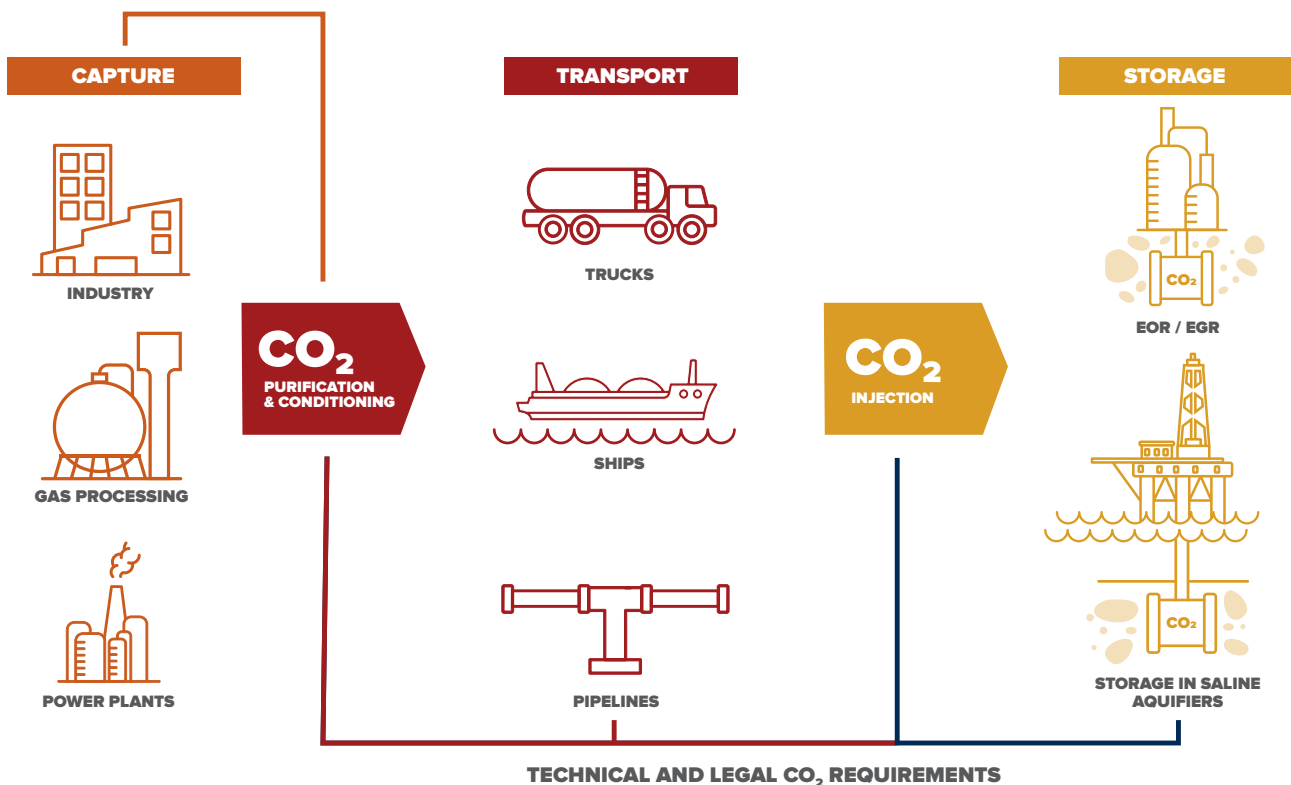 CAPTURE
INDUSTRY
GAS PROCESSING
POWER PLANTS
CO₂
PURIFICATION
& CONDITIONING
TRANSPORT
TRUCKS
SHIPS
PIPELINES
CO₂
INJECTION
STORAGE
CO₂
EOR / EGR
CO₂
STORAGE IN SALINE
AQUIFIERS
TECHNICAL AND LEGAL CO₂ REQUIREMENTS